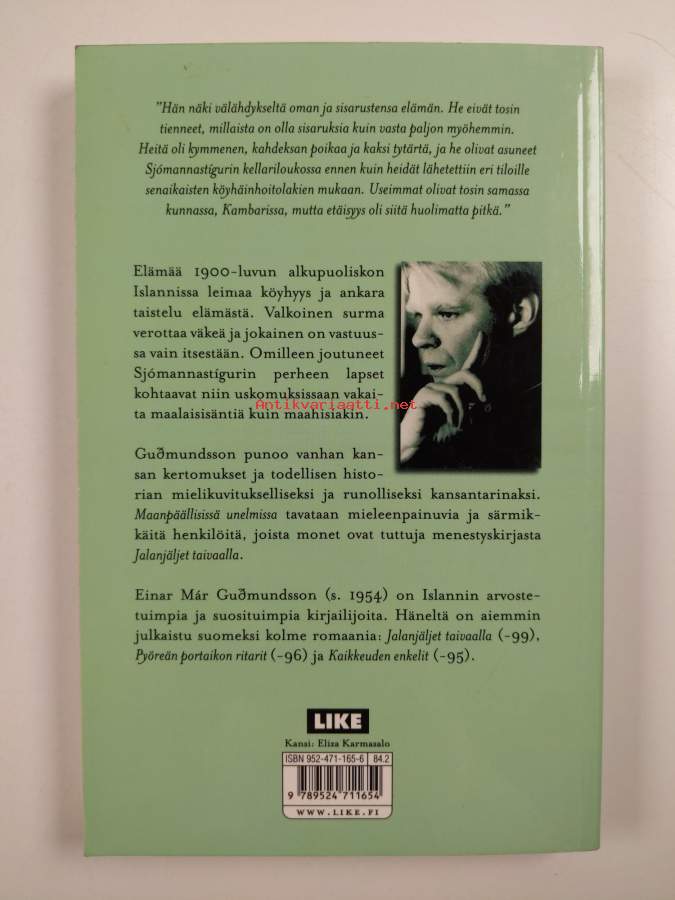 ”Hän näki välähdykseltä oman ja sisarustensa elämän. He eivät tosin
tienneet, millaista on olla sisaruksia kuin vasta paljon myöhemmin.
Heitä oli kymmenen, kahdeksan poikaa ja kaksi tytärtä, ja he olivat asuneet
Sjómannastígurin kellariloukossa ennen kuin heidät lähetettiin eri tiloille
senaikaisten köyhäinhoitolakien mukaan. Useimmat olivat tosin samassa
kunnassa, Kambarissa, mutta etäisyys oli siitä huolimatta pitkä.”
Elämää 1900-luvun alkupuoliskon
Islannissa leimaa köyhyys ja ankara
taistelu elämästä. Valkoinen surma
verottaa väkeä ja jokainen on vastuus-
sa vain itsestään. Omilleen joutuneet
Sjómannastígurin perheen lapset
kohtaavat niin uskomuksissaan vakai-
ta maalaisisäntiä kuin maahisiakin.
Antikvariaatti.net
Guðmundsson punoo vanhan kan-
san kertomukset ja todellisen histo-
rian mielikuvitukselliseksi ja runolliseksi kansantarinaksi.
Maanpäällisissä unelmissa tavataan mieleenpainuvia ja särmik-
käitä henkilöitä, joista monet ovat tuttuja menestyskirjasta
Jalanjäljet taivaalla.
Einar Már Guðmundsson (s. 1954) on Islannin arvoste-
tuimpia ja suosituimpia kirjailijoita. Häneltä on aiemmin
julkaistu suomeksi kolme romaania: Jalanjäljet taivaalla (-99),
Pyöreän portaikon ritarit (-96) ja Kaikkeuden enkelit (-95).
LIKE
Kansi: Eliza Karmasalo
ISBN 952-471-165-6 84.2
9 789524 711654
WWW.LIKE.FI